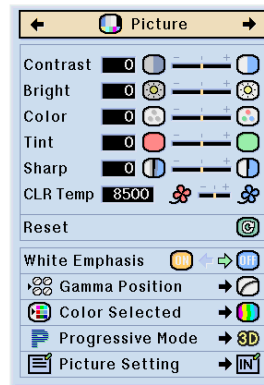 Picture
Contrast 0 - +
Bright 0 - +
Color 0 - +
Tint 0 - +
Sharp 0 - +
CLR Temp 8500 - +
Reset
White Emphasis ON OFF
Gamma Position
Color Selected
Progressive Mode 3D
Picture Setting IN